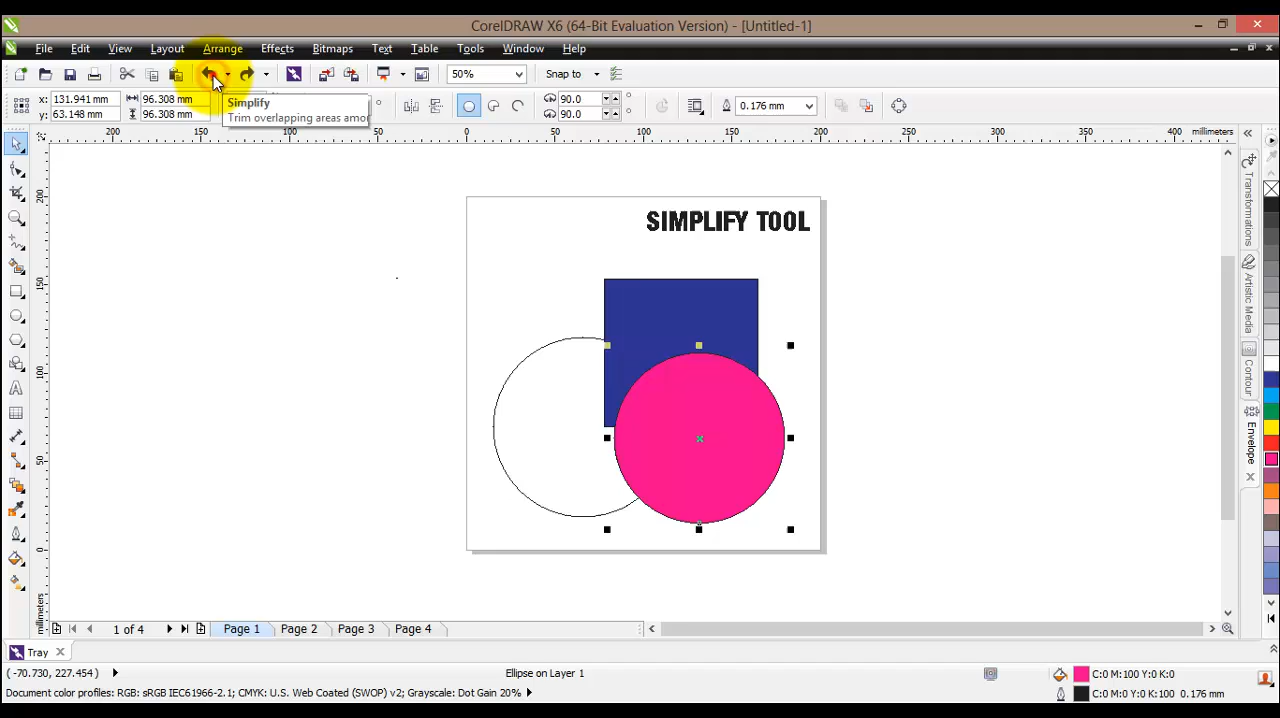 CorelDRAW X6 (64-Bit Evaluation Version) - [Untitled-1]
File Edit View Layout Arrange Effects Bitmaps Text Table Tools Window Help
50% Snap to
Simplify
Trim overlapping areas amo
x: 131.941 mm 96.308 mm 90.0 0.176 mm
y: 63.148 mm 96.308 mm 90.0
200 150 100 50 0 50 100 150 200 250 300 350 400 millimeters
200
150
100
50
0
millimeters
SIMPLIFY TOOL
Transformations
Artistic Media
Contour
Envelope
1 of 4 Page 1 Page 2 Page 3 Page 4
Tray
(-70.730, 227.454) Ellipse on Layer 1 C:0 M:100 Y:0 K:0
Document color profiles: RGB: sRGB IEC61966-2.1; CMYK: U.S. Web Coated (SWOP) v2; Grayscale: Dot Gain 20% C:0 M:0 Y:0 K:100 0.176 mm